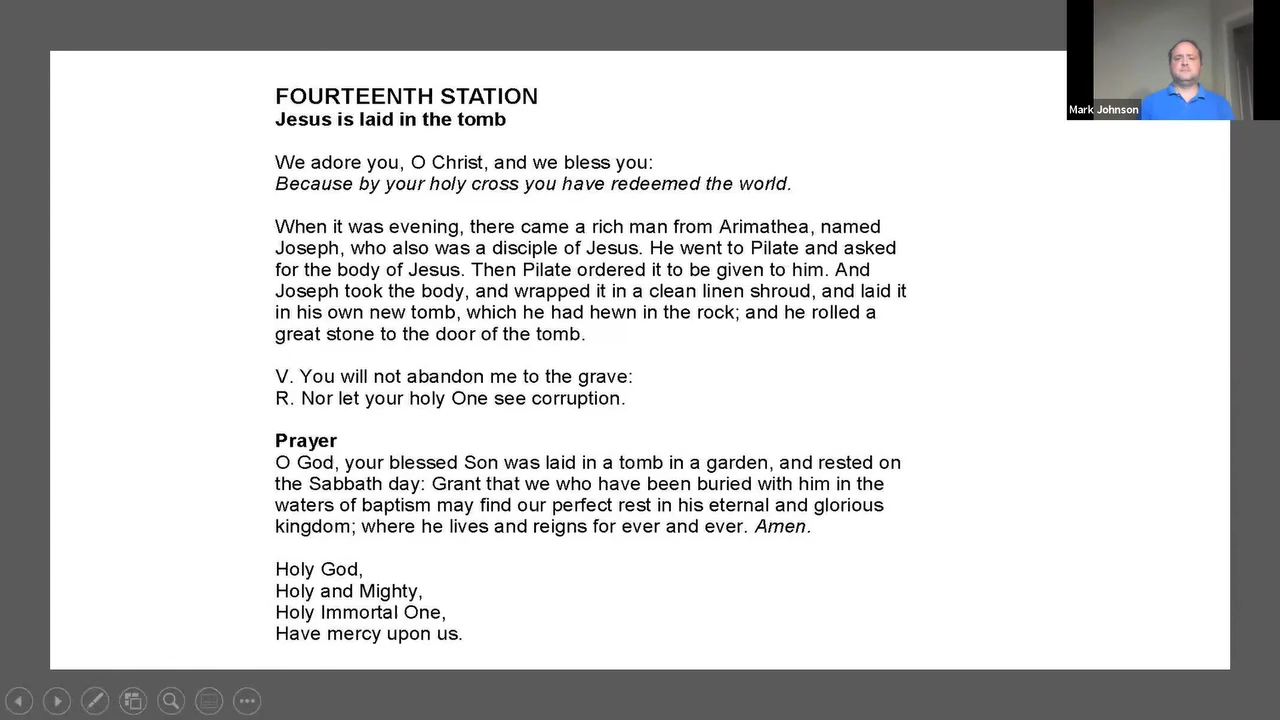 FOURTEENTH STATION
Jesus is laid in the tomb
We adore you, O Christ, and we bless you:
Because by your holy cross you have redeemed the world.
When it was evening, there came a rich man from Arimathea, named
Joseph, who also was a disciple of Jesus. He went to Pilate and asked
for the body of Jesus. Then Pilate ordered it to be given to him. And
Joseph took the body, and wrapped it in a clean linen shroud, and laid it
in his own new tomb, which he had hewn in the rock; and he rolled a
great stone to the door of the tomb.
V. You will not abandon me to the grave:
R. Nor let your holy One see corruption.
Prayer
O God, your blessed Son was laid in a tomb in a garden, and rested on
the Sabbath day: Grant that we who have been buried with him in the
waters of baptism may find our perfect rest in his eternal and glorious
kingdom; where he lives and reigns for ever and ever. Amen.
Holy God,
Holy and Mighty,
Holy Immortal One,
Have mercy upon us.
Mark Johnson